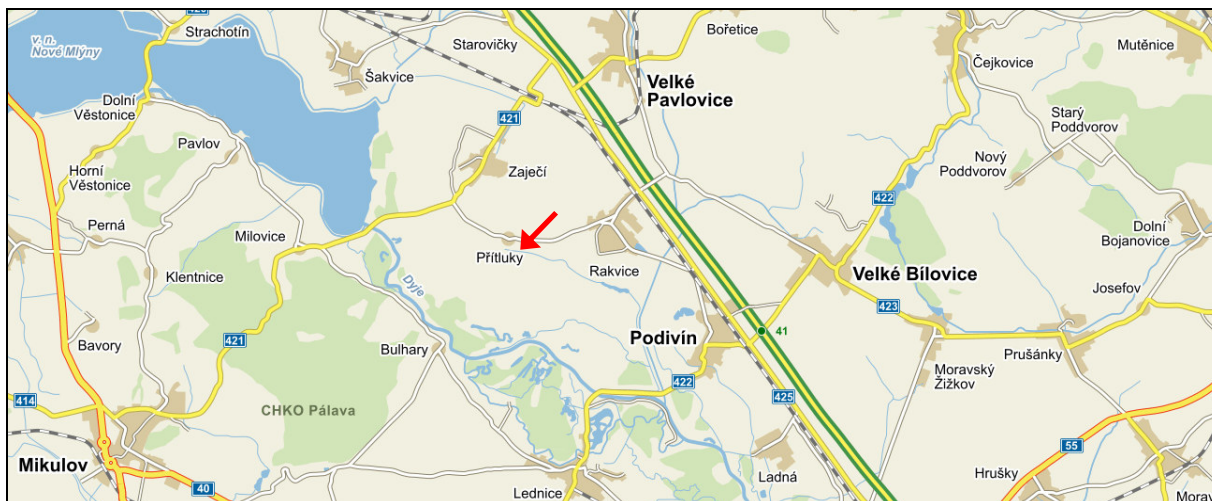 420
Strachotín
v. n.
Nové Mlýny
Starovičky
Bořetice
Mutěnice
Čejkovice
Šakvice
Velké
Pavlovice
Dolní
Věstonice
421
Starý
Poddvorov
Pavlov
Zaječí
Nový
Poddvorov
Horní
Věstonice
422
Perná
Milovice
Dolní
Bojanovice
Klentnice
Přítluky
Rakvice
Velké Bílovice
Dyje
Josefov
423
41
421
Bavory
Podivín
Bulhary
Prušánky
Moravský
Žižkov
422
414
CHKO Pálava
425
55
Mikulov
Ladná
Hrušky
40
Lednice
Morav